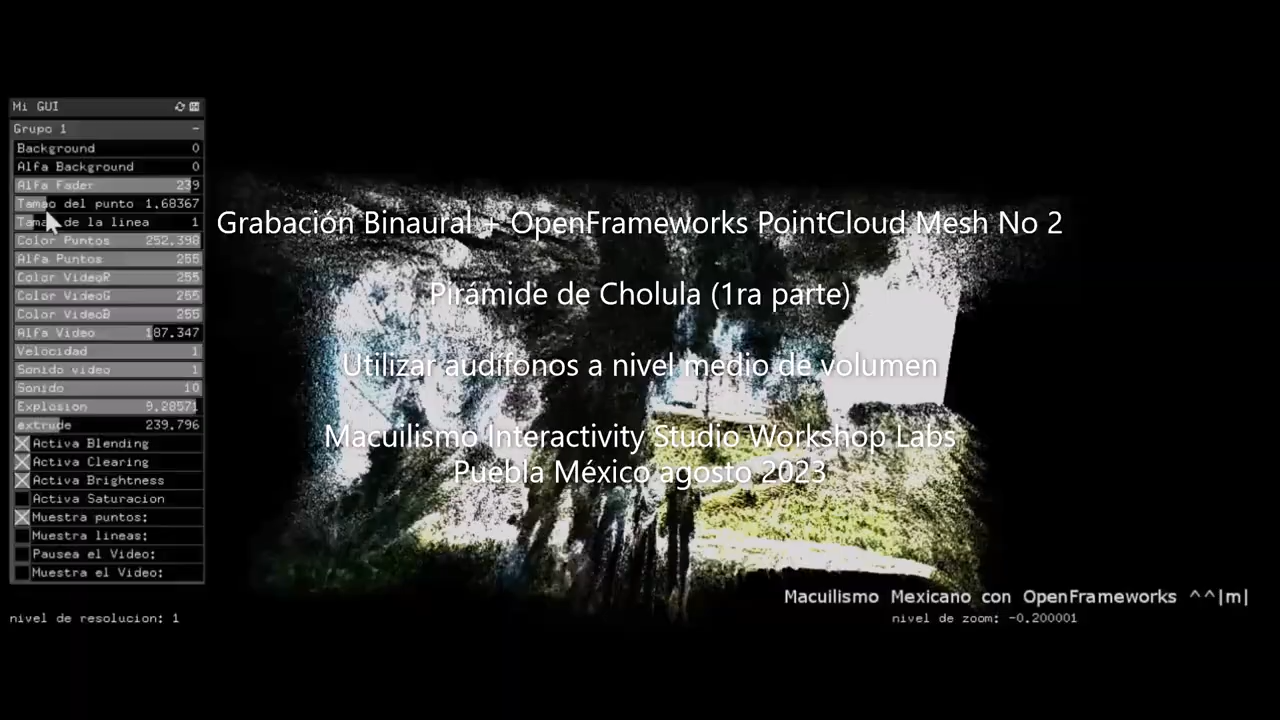 Mi GUI
Grupo 1
Background 0
Alfa Background 0
Alfa Fader 239
Tamao del punto 1.68367
Tamao de la linea 1
Color Puntos 252.398
Alfa Puntos 255
Color VideoR 255
Color VideoG 255
Color VideoB 255
Alfa Video 187.347
Velocidad 1
Sonido video 1
Sonido 10
Explosion 9.28571
extrude 239.796
Activa Blending
Activa Clearing
Activa Brightness
Activa Saturacion
Muestra puntos:
Muestra lineas:
Pausea el Video:
Muestra el Video:
nivel de resolucion: 1
Grabación Binaural + OpenFrameworks PointCloud Mesh No 2
Pirámide de Cholula (1ra parte)
Utilizar audífonos a nivel medio de volumen
Macuilismo Interactivity Studio Workshop Labs
Puebla México agosto 2023
Macuilismo Mexicano con OpenFrameworks ^^|m|
nivel de zoom: -0.200001